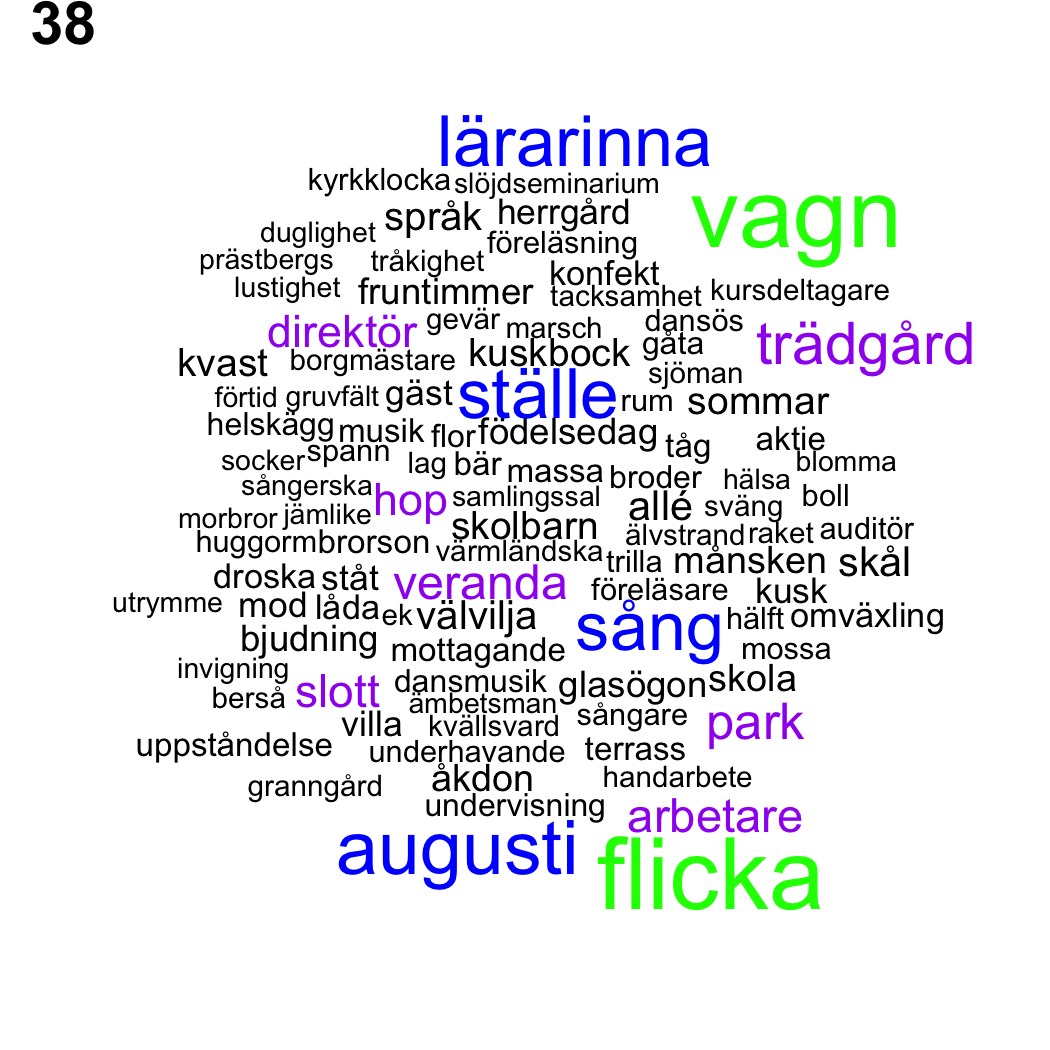 38
lärarinna
kyrkklocka slöjdseminarium
vagn
språk herrgård
duglighet föreläsning
prästbergs tråkighet konfekt
lustighet fruntimmer tacksamhet kursdeltagare
direktör gevär marsch dansös trädgård
kvast borgmästare kuskbock gåta
sjöman
förtid gruvfält gäst ställe rum sommar
helskägg musik flor födelsedag tåg aktie
socker spann lag bär massa broder hälsa blomma
sångerska hop samlingssal allé sväng boll
morbror jämlike skolbarn älvstrand raket auditör
huggorm brorson värmländska trilla månsken skål
droska ståt veranda föreläsare kusk
utrymme mod låda ek välvilja sång hälft omväxling
bjudning mottagande mossa
invigning slott dansmusik glasögon skola
berså ämbetsman sångare park
villa kvällsvard
uppståndelse underhavande terrass
granngård åkdon handarbete
undervisning arbetare
augusti flicka